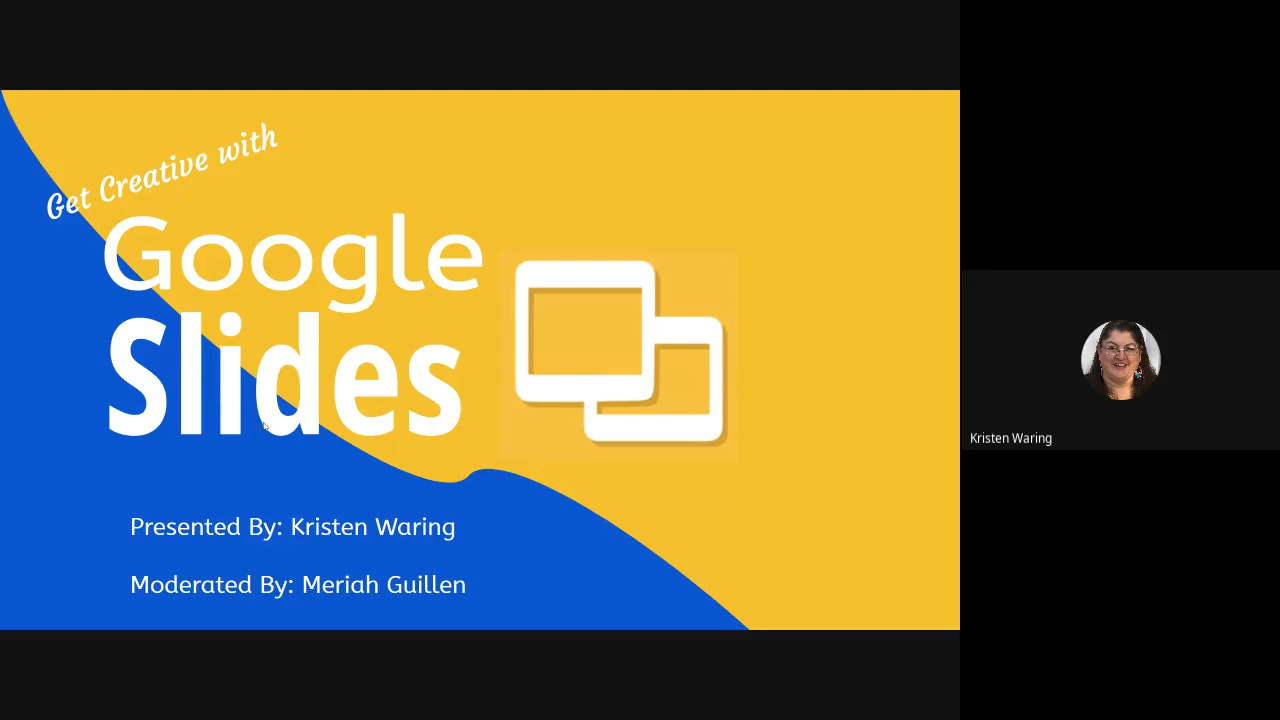 Get Creative with
Google
Slides
Presented By: Kristen Waring
Moderated By: Meriah Guillen
Kristen Waring